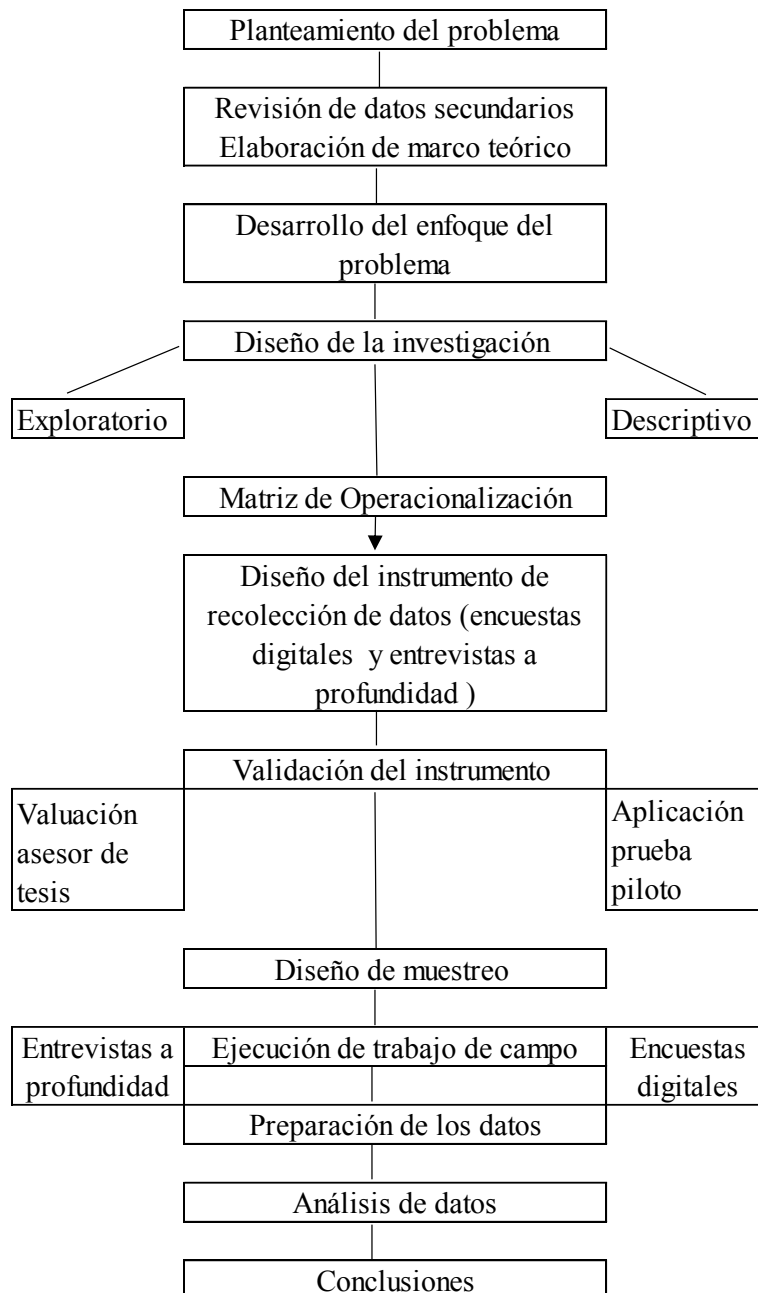 Planteamiento del problema
Revisión de datos secundarios
Elaboración de marco teórico
Desarrollo del enfoque del
problema
Diseño de la investigación
Exploratorio
Descriptivo
Matriz de Operacionalización
Diseño del instrumento de
recolección de datos (encuestas
digitales y entrevistas a
profundidad )
Validación del instrumento
Valuación
asesor de
tesis
Aplicación
prueba
piloto
Diseño de muestreo
Entrevistas a
profundidad
Ejecución de trabajo de campo
Encuestas
digitales
Preparación de los datos
Análisis de datos
Conclusiones